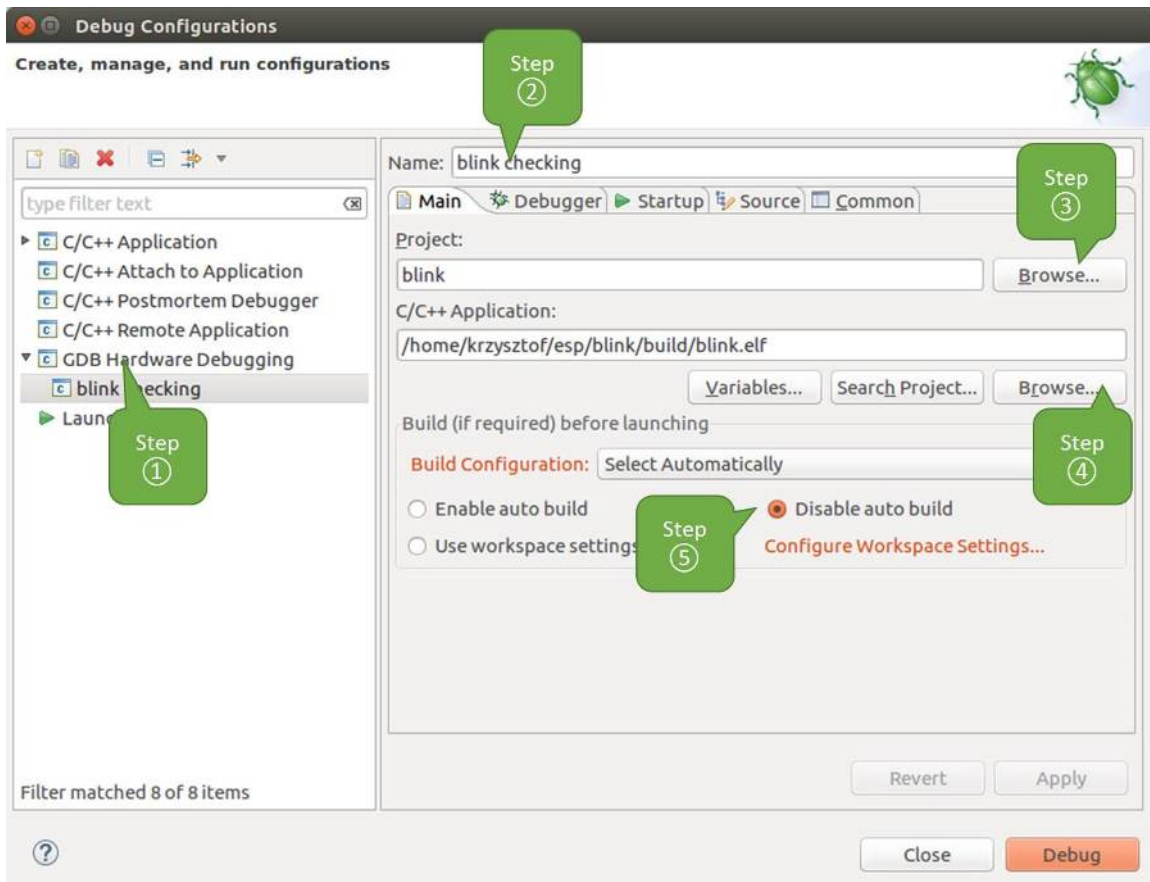 Debug Configurations
Create, manage, and run configurations
Step
②
type filter text
C/C++ Application
C/C++ Attach to Application
C/C++ Postmortem Debugger
C/C++ Remote Application
GDB Hardware Debugging
blink checking
Step
①
Filter matched 8 of 8 items
Name: blink checking
Step
③
Main Debugger Startup Source Common
Project:
blink Browse...
C/C++ Application:
/home/krzysztof/esp/blink/build/blink.elf
Variables... Search Project... Browse...
Step
④
Build (if required) before launching
Build Configuration: Select Automatically
Enable auto build Disable auto build
Step
⑤
Use workspace settings Configure Workspace Settings...
Revert Apply
Close Debug